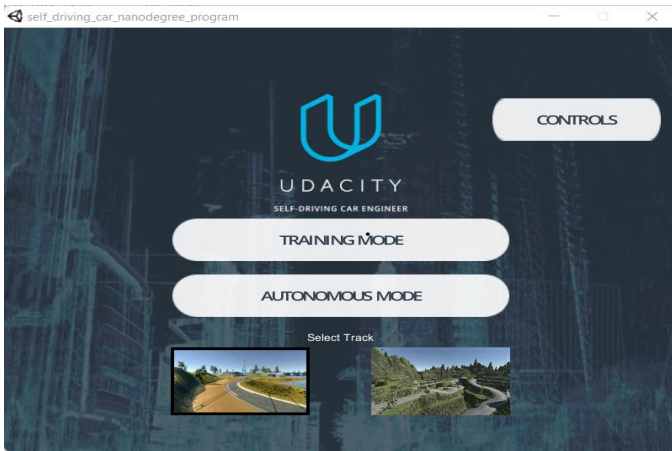 self_driving_car_nanodegree_program
CONTROLS
UDACITY
SELF-DRIVING CAR ENGINEER
TRAINING MODE
AUTONOMOUS MODE
Select Track